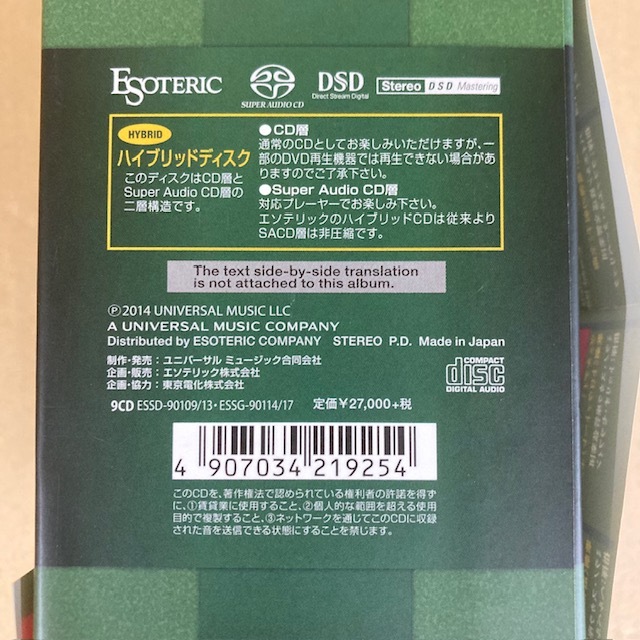 ESOTERIC
SUPER AUDIO CD
DSD
Direct Stream Digital
Stereo DSD Mastering
HYBRID
ハイブリッドディスク
このディスクはCD層と
Super Audio CD層の
二層構造です。
●CD層
通常のCDとしてお楽しみいただけますが、一
部のDVD再生機器では再生できない場合があ
りますのでご了承下さい。
●Super Audio CD層
対応プレーヤーでお楽しみ下さい。
エソテリックのハイブリッドCDは従来より
SACD層は非圧縮です。
The text side-by-side translation
is not attached to this album.
Ⓟ2014 UNIVERSAL MUSIC LLC
A UNIVERSAL MUSIC COMPANY
Distributed by ESOTERIC COMPANY STEREO P.D. Made in Japan
制作・発売：ユニバーサル ミュージック合同会社
企画・販売：エソテリック株式会社
企画・協力：東京電化株式会社
COMPACT
disc
DIGITAL AUDIO
9CD ESSD-90109/13・ESSG-90114/17 定価¥27,000+税
4 907034 219254
このCDを、著作権法で認められている権利者の許諾を得ず
に、①賃貸業に使用すること、②個人的な範囲を超える使用
目的で複製すること、③ネットワークを通じてこのCDに収録
された音を送信できる状態にすることを禁じます。